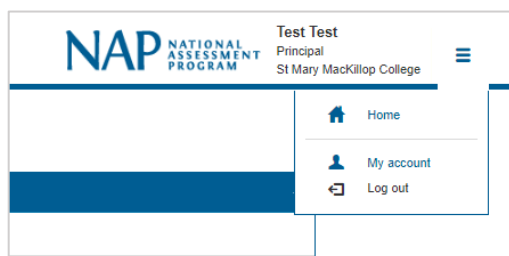 NAP NATIONAL
ASSESSMENT
PROGRAM
Test Test
Principal
St Mary MacKillop College
Home
My account
Log out